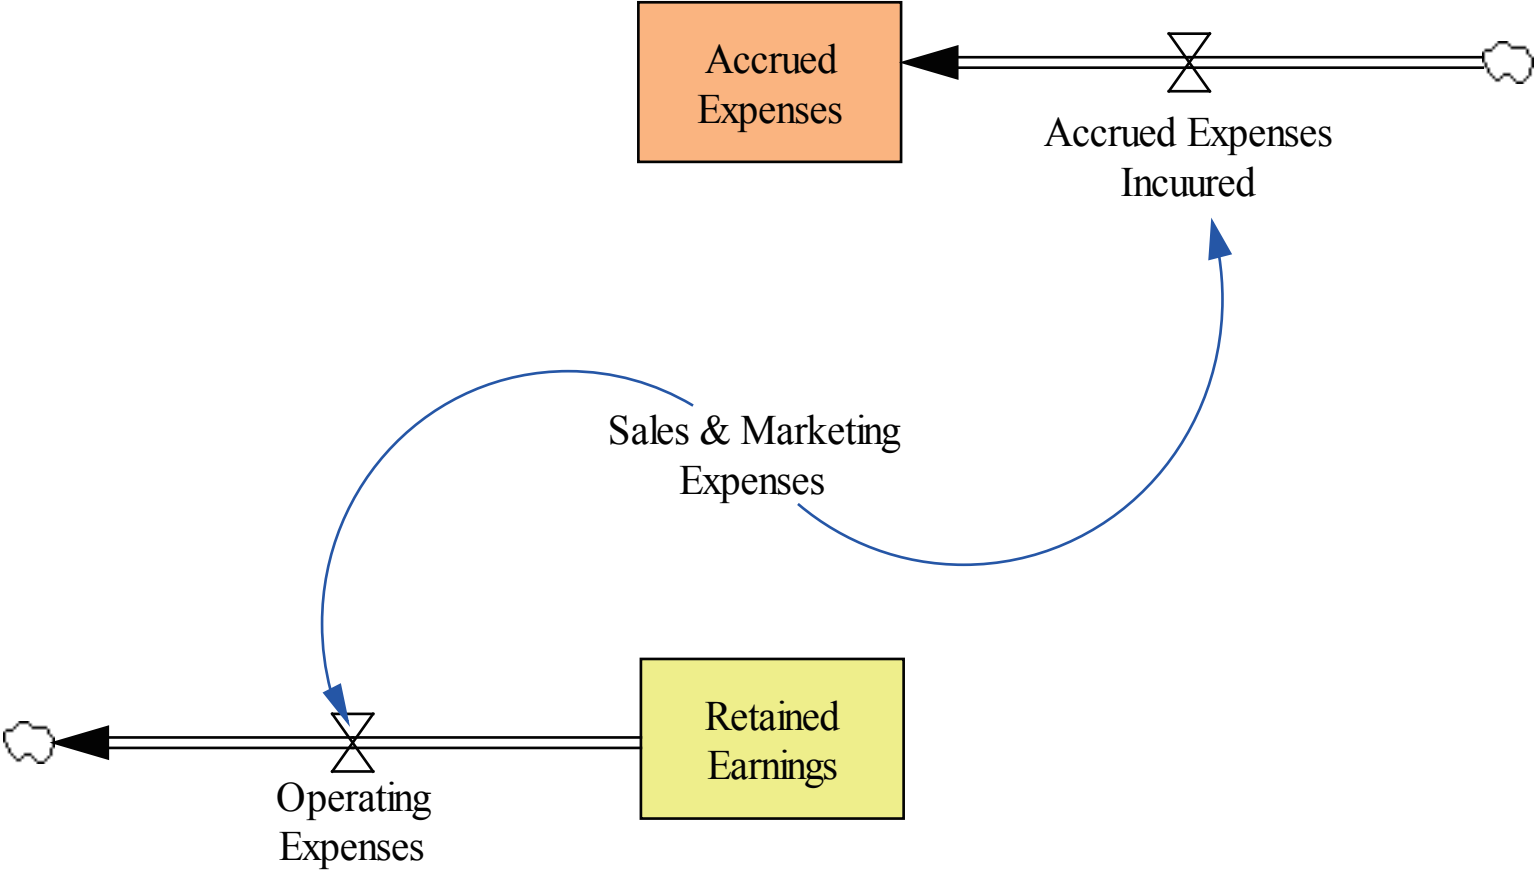 Accrued
Expenses
Accrued Expenses
Incuured
Sales & Marketing
Expenses
Retained
Earnings
Operating
Expenses